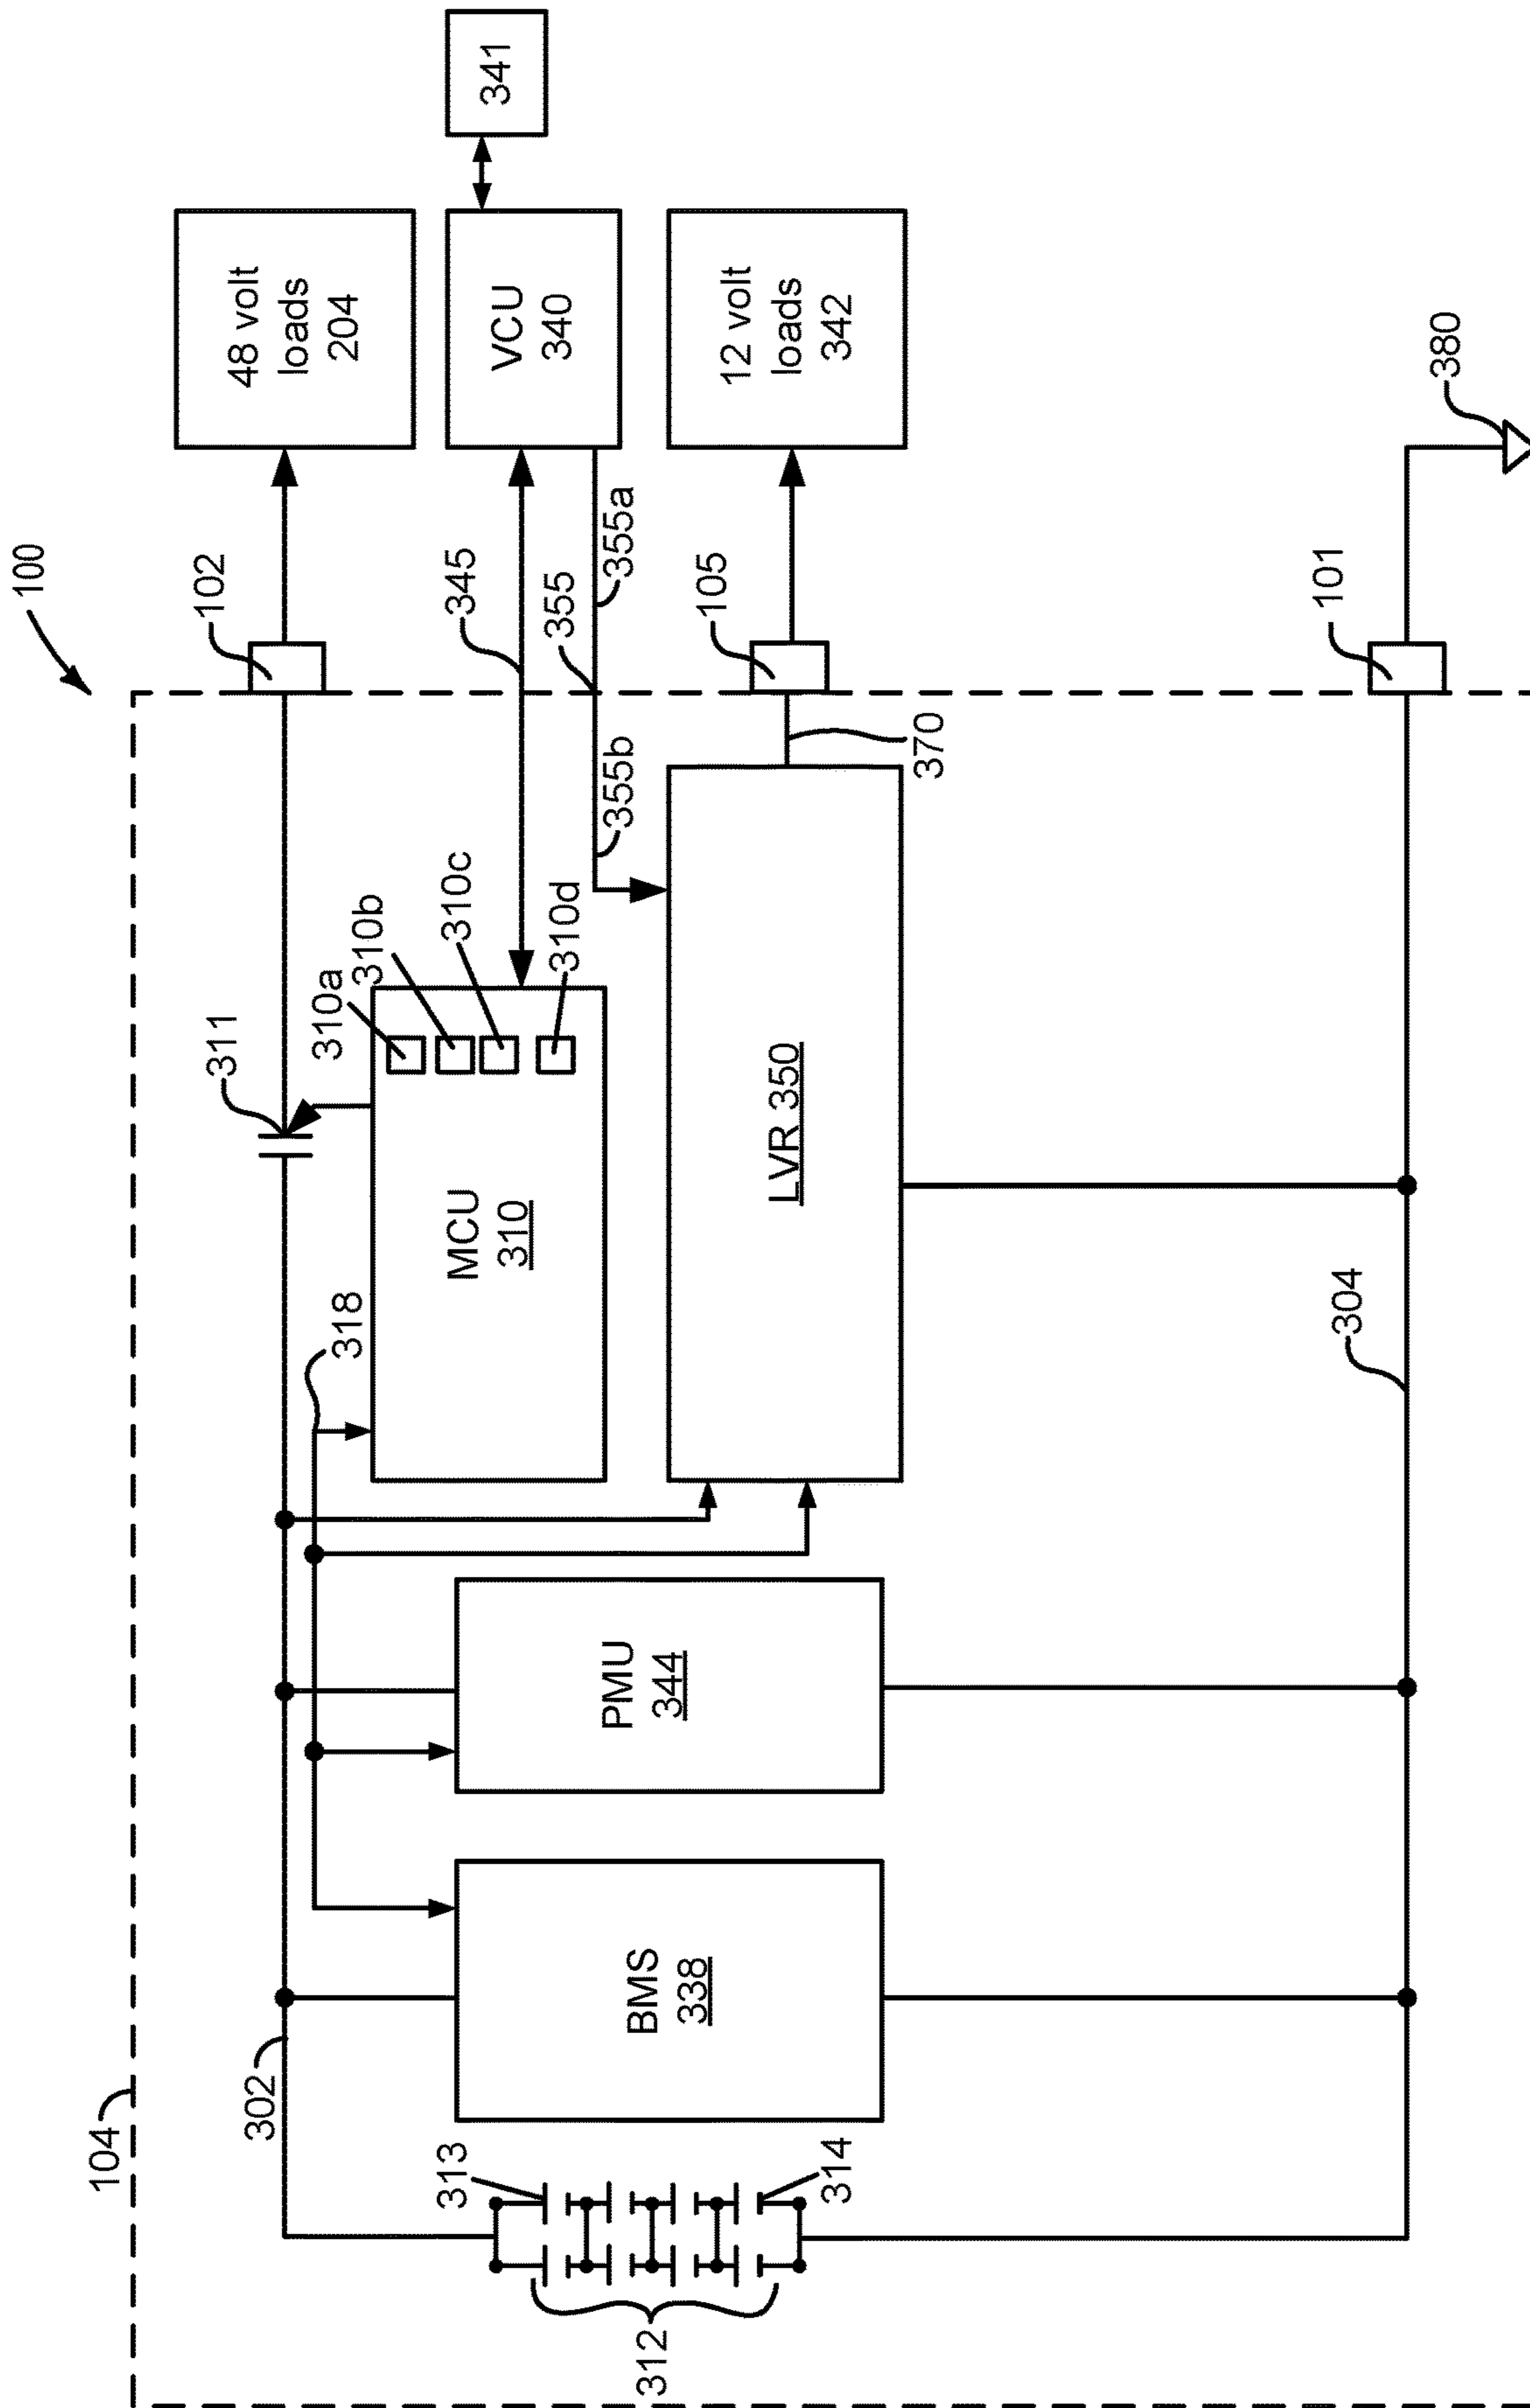 100
104
302
313
312
314
BMS
338
PMU
344
318
MCU
310
311
310a
310b
310c
310d
LVR 350
304
102
345
355
355a
355b
105
370
101
48 volt
loads
204
VCU
340
341
12 volt
loads
342
380